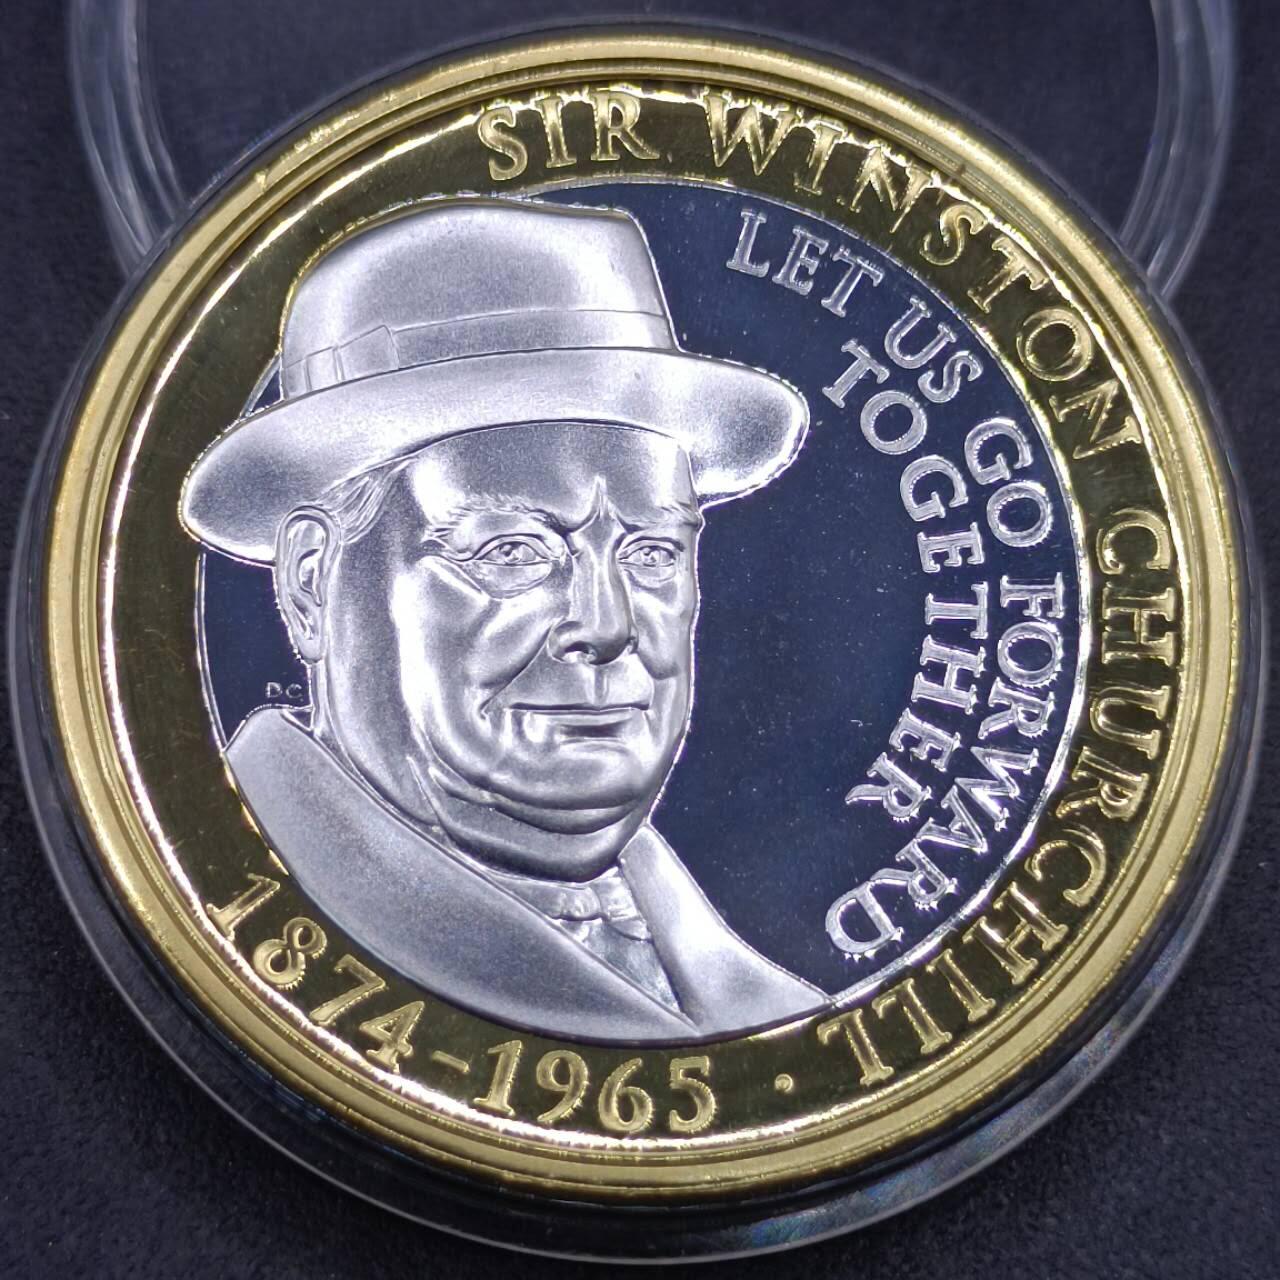 SIR WINSTON CHURCHILL
LET US GO FORWARD
TOGETHER
DC
1874-1965 ·